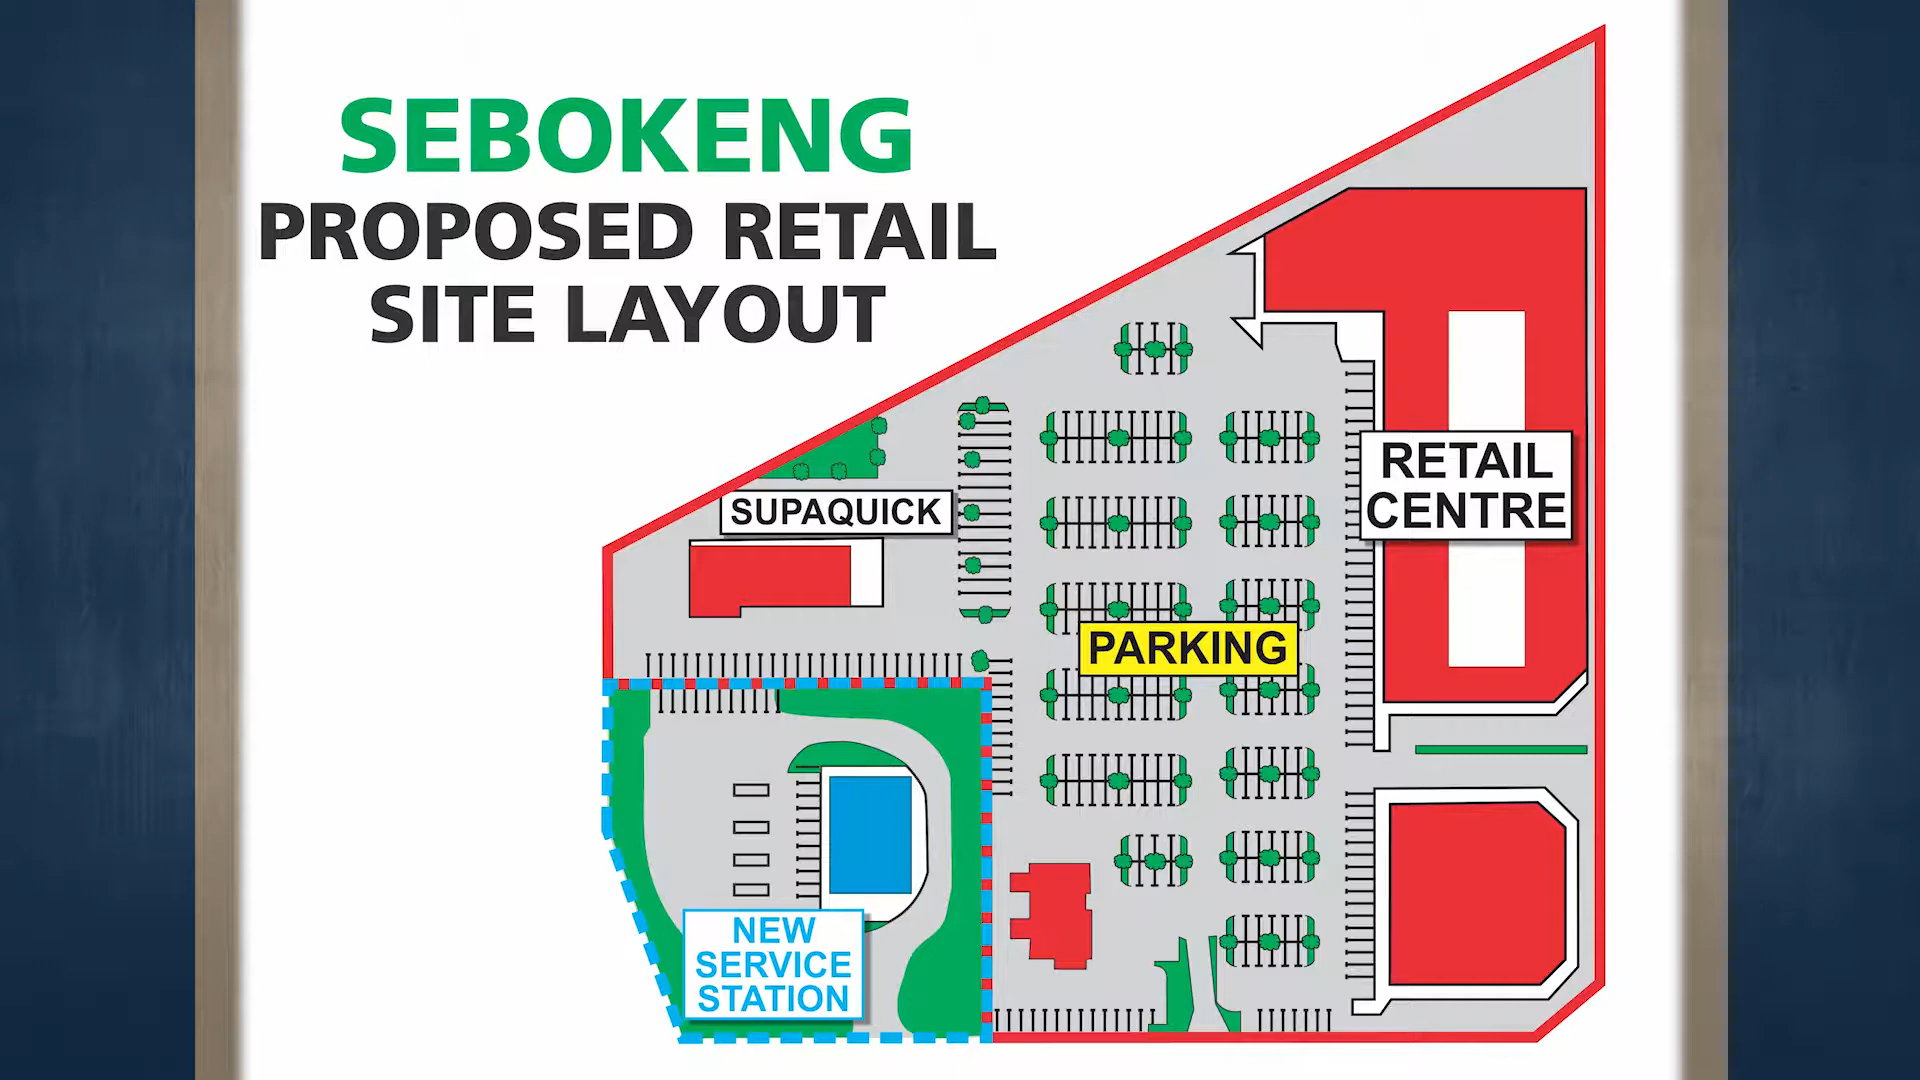 SEBOKENG
PROPOSED RETAIL
SITE LAYOUT
SUPAQUICK
RETAIL
CENTRE
PARKING
NEW
SERVICE
STATION